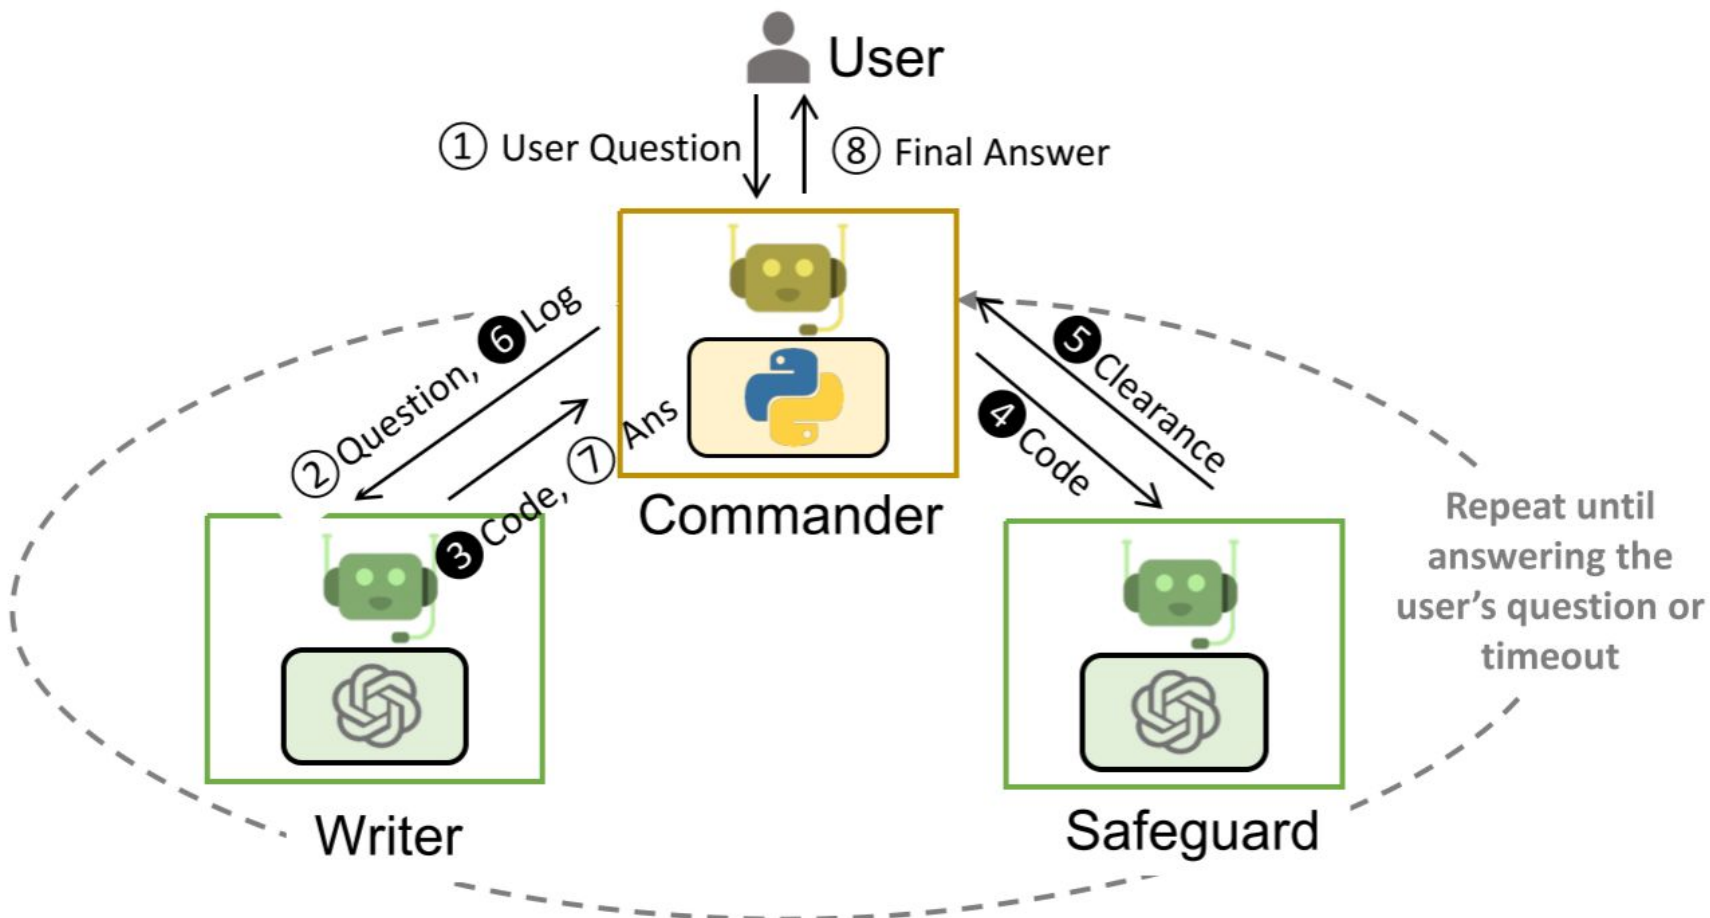 User
① User Question
⑧ Final Answer
② Question, ❻ Log
❸ Code, ⑦ Ans
❺ Clearance
❹ Code
Commander
Repeat until
answering the
user’s question or
timeout
Writer
Safeguard